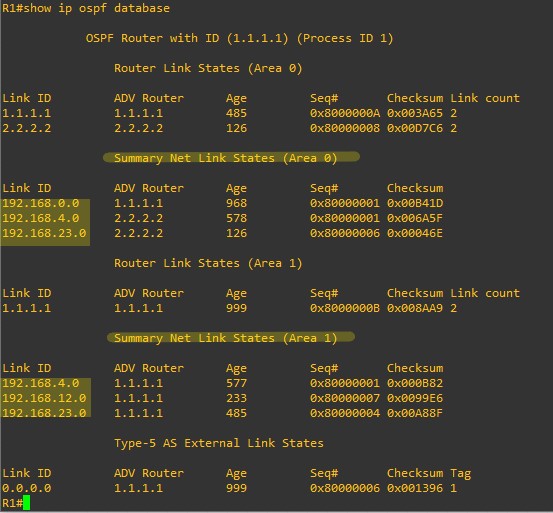 R1#show ip ospf database
OSPF Router with ID (1.1.1.1) (Process ID 1)
Router Link States (Area 0)
Link ID ADV Router Age Seq# Checksum Link count
1.1.1.1 1.1.1.1 485 0x8000000A 0x003A65 2
2.2.2.2 2.2.2.2 126 0x80000008 0x00D7C6 2
Summary Net Link States (Area 0)
Link ID ADV Router Age Seq# Checksum
192.168.0.0 1.1.1.1 968 0x80000001 0x00B41D
192.168.4.0 2.2.2.2 578 0x80000001 0x006A5F
192.168.23.0 2.2.2.2 126 0x80000006 0x00046E
Router Link States (Area 1)
Link ID ADV Router Age Seq# Checksum Link count
1.1.1.1 1.1.1.1 999 0x8000000B 0x008AA9 2
Summary Net Link States (Area 1)
Link ID ADV Router Age Seq# Checksum
192.168.4.0 1.1.1.1 577 0x80000001 0x000B82
192.168.12.0 1.1.1.1 233 0x80000007 0x0099E6
192.168.23.0 1.1.1.1 485 0x80000004 0x00A88F
Type-5 AS External Link States
Link ID ADV Router Age Seq# Checksum Tag
0.0.0.0 1.1.1.1 999 0x80000006 0x001396 1
R1#